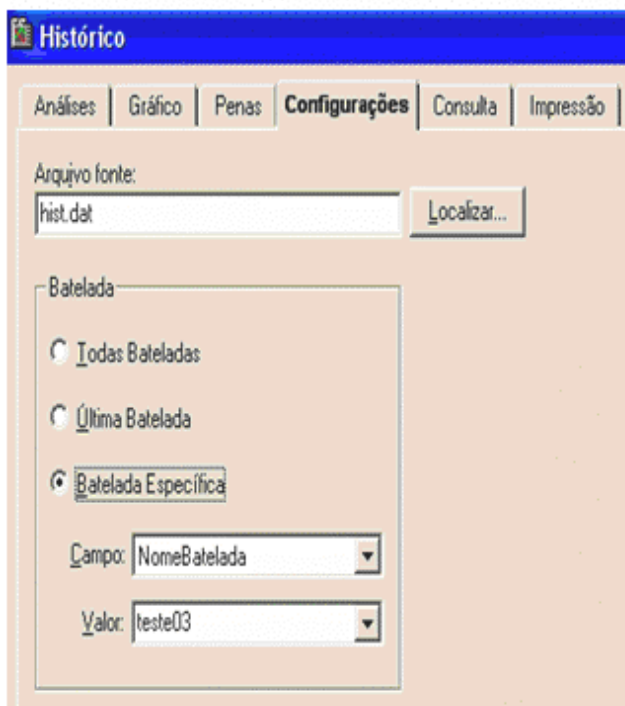 Histórico
Análises Gráfico Penas Configurações Consulta Impressão
Arquivo fonte:
hist.dat Localizar...
Batelada
Todas Bateladas
Última Batelada
Batelada Específica
Campo: NomeBatelada
Valor: teste03